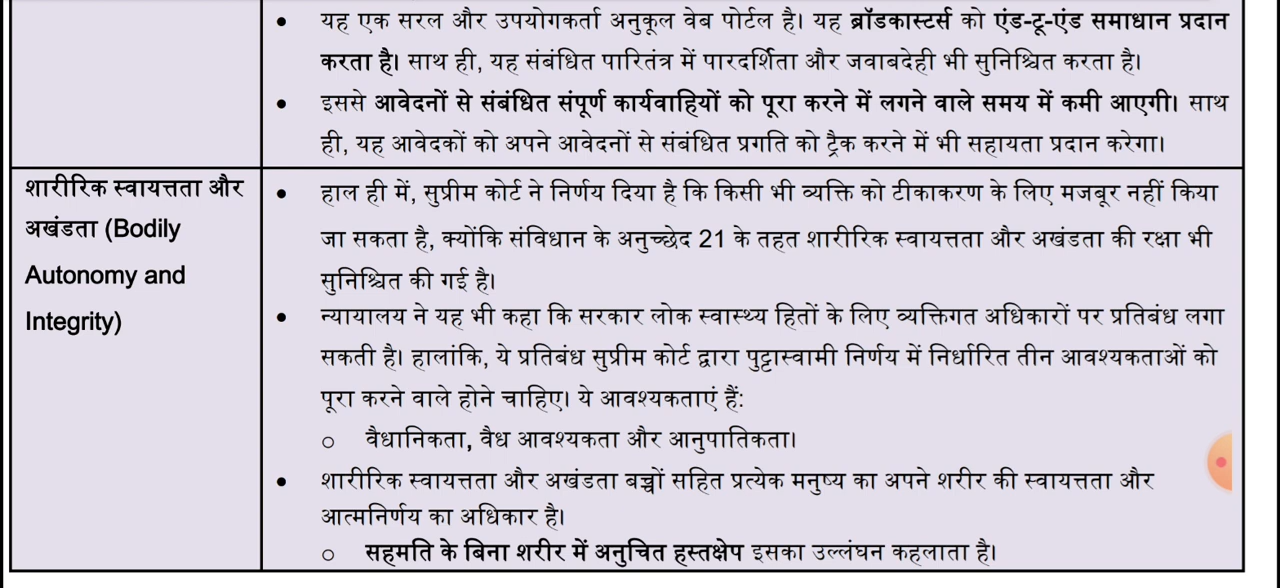 यह एक सरल और उपयोगकर्ता अनुकूल वेब पोर्टल है। यह ब्रॉडकास्टर्स को एंड-टू-एंड समाधान प्रदान
करता है। साथ ही, यह संबंधित पारितंत्र में पारदर्शिता और जवाबदेही भी सुनिश्चित करता है।
इससे आवेदनों से संबंधित संपूर्ण कार्यवाहियों को पूरा करने में लगने वाले समय में कमी आएगी। साथ
ही, यह आवेदकों को अपने आवेदनों से संबंधित प्रगति को ट्रैक करने में भी सहायता प्रदान करेगा।
शारीरिक स्वायत्तता और
अखंडता (Bodily
Autonomy and
Integrity)
हाल ही में, सुप्रीम कोर्ट ने निर्णय दिया है कि किसी भी व्यक्ति को टीकाकरण के लिए मजबूर नहीं किया
जा सकता है, क्योंकि संविधान के अनुच्छेद 21 के तहत शारीरिक स्वायत्तता और अखंडता की रक्षा भी
सुनिश्चित की गई है।
न्यायालय ने यह भी कहा कि सरकार लोक स्वास्थ्य हितों के लिए व्यक्तिगत अधिकारों पर प्रतिबंध लगा
सकती है। हालांकि, ये प्रतिबंध सुप्रीम कोर्ट द्वारा पुट्टास्वामी निर्णय में निर्धारित तीन आवश्यकताओं को
पूरा करने वाले होने चाहिए। ये आवश्यकताएं हैं:
वैधानिकता, वैध आवश्यकता और आनुपातिकता।
शारीरिक स्वायत्तता और अखंडता बच्चों सहित प्रत्येक मनुष्य का अपने शरीर की स्वायत्तता और
आत्मनिर्णय का अधिकार है।
सहमति के बिना शरीर में अनुचित हस्तक्षेप इसका उल्लंघन कहलाता है।